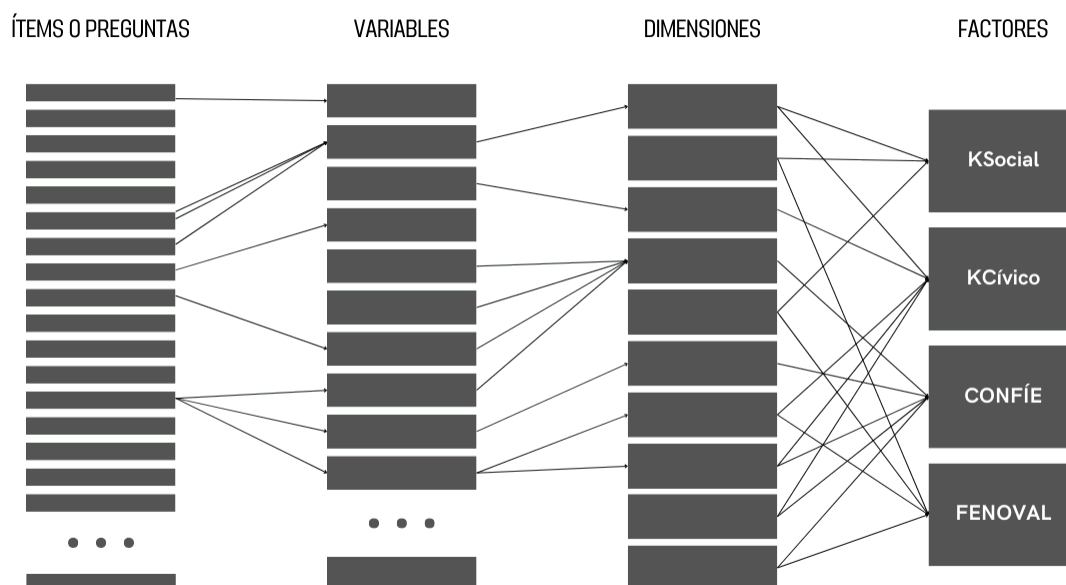 ÍTEMS O PREGUNTAS
VARIABLES
DIMENSIONES
FACTORES
KSocial
KCívico
CONFÍE
FENOVAL